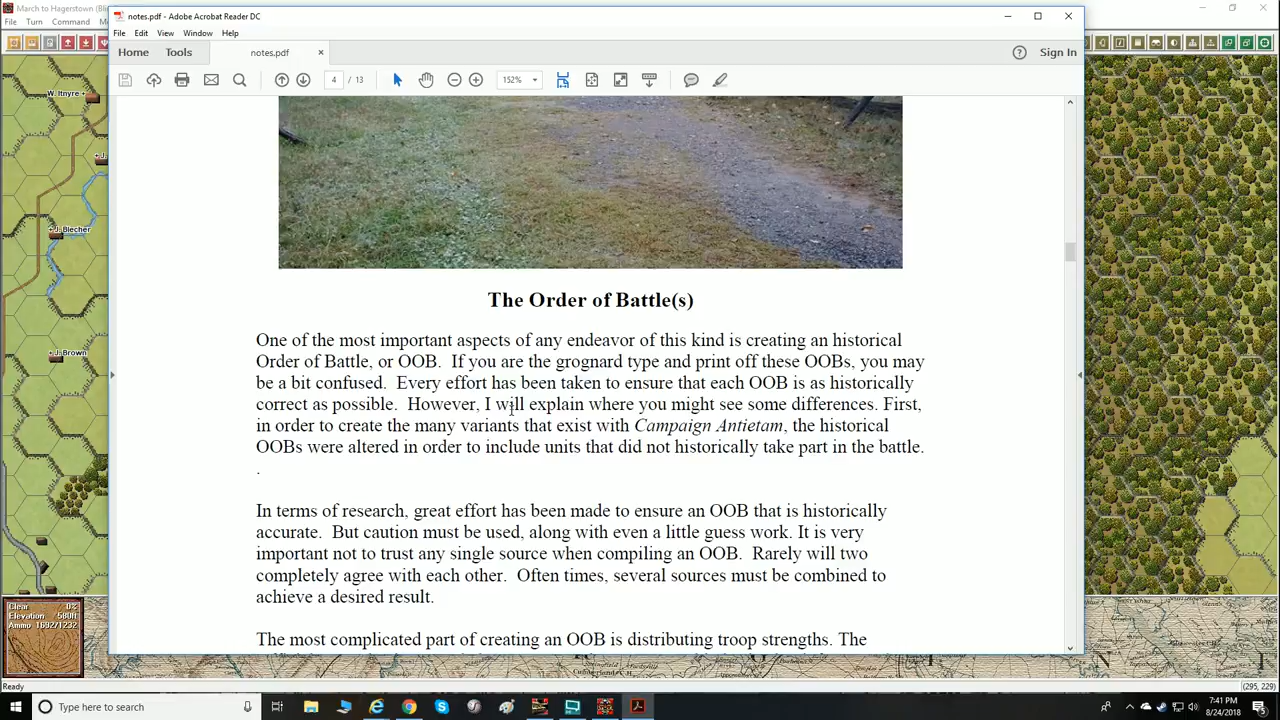 March to Hagerstown
File Turn Command
notes.pdf - Adobe Acrobat Reader DC
File Edit View Window Help
Home Tools notes.pdf × Sign In
4 / 13 152%
W. Itnyre
J. Blecher
J. Brown
The Order of Battle(s)
One of the most important aspects of any endeavor of this kind is creating an historical
Order of Battle, or OOB. If you are the grognard type and print off these OOBs, you may
be a bit confused. Every effort has been taken to ensure that each OOB is as historically
correct as possible. However, I will explain where you might see some differences. First,
in order to create the many variants that exist with Campaign Antietam, the historical
OOBs were altered in order to include units that did not historically take part in the battle.
.
In terms of research, great effort has been made to ensure an OOB that is historically
accurate. But caution must be used, along with even a little guess work. It is very
important not to trust any single source when compiling an OOB. Rarely will two
completely agree with each other. Often times, several sources must be combined to
achieve a desired result.
The most complicated part of creating an OOB is distributing troop strengths. The
Clear 0%
Elevation 580ft
Ammo 1692/1232
Ready (295, 229)
Type here to search
7:41 PM
8/24/2018